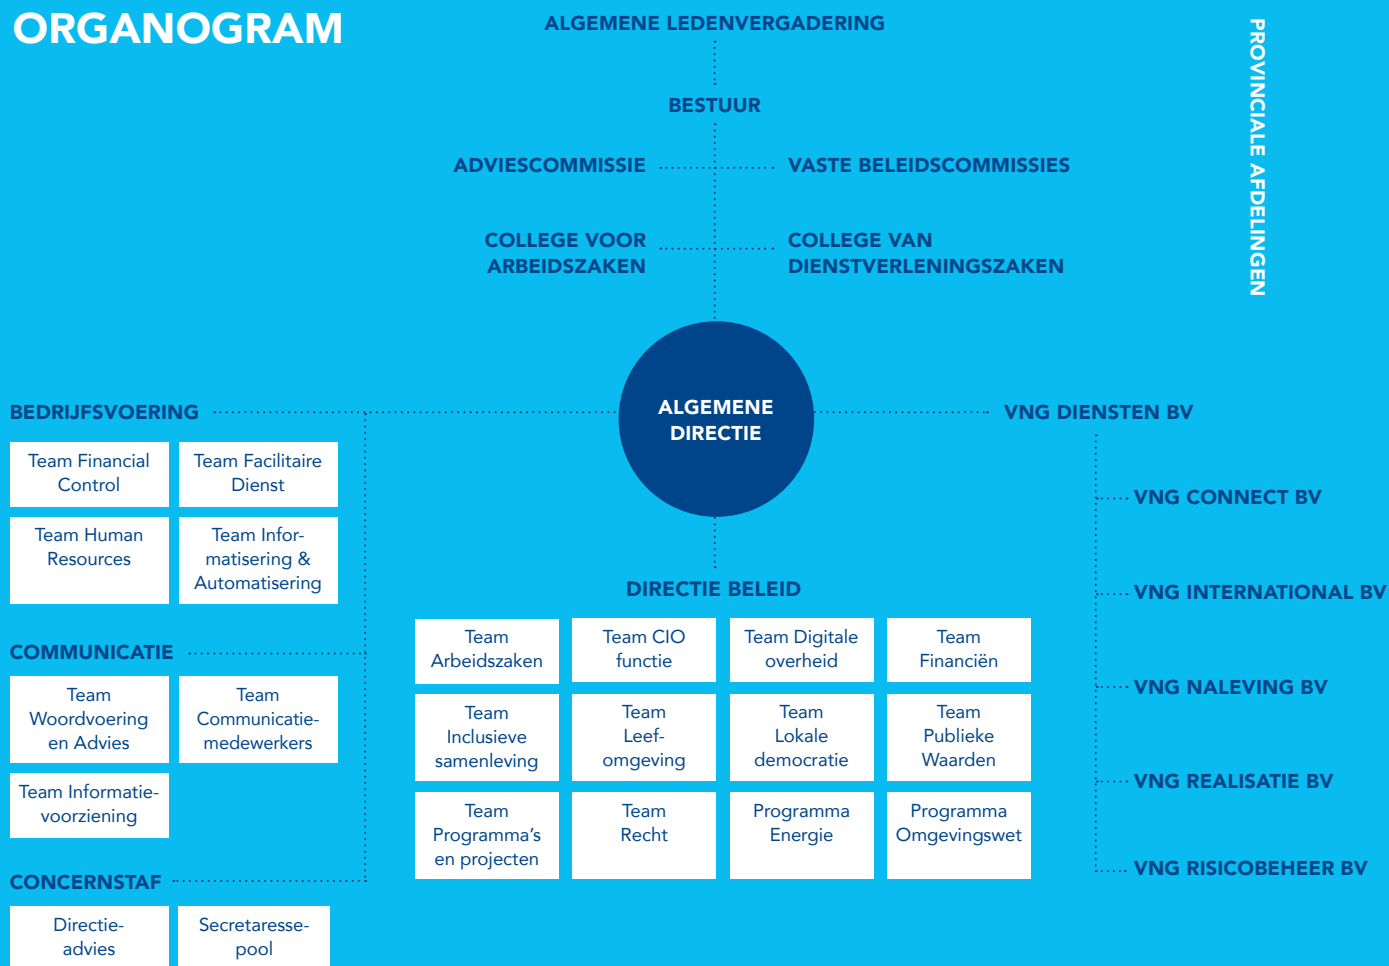 ORGANOGRAM
ALGEMENE LEDENVERGADERING
BESTUUR
ADVIESCOMMISSIE
VASTE BELEIDSCOMMISSIES
COLLEGE VOOR
ARBEIDSZAKEN
COLLEGE VAN
DIENSTVERLENINGSZAKEN
PROVINCIALE AFDELINGEN
ALGEMENE
DIRECTIE
BEDRIJFSVOERING
Team Financial
Control
Team Facilitaire
Dienst
Team Human
Resources
Team Infor-
matisering &
Automatisering
COMMUNICATIE
Team
Woordvoering
en Advies
Team
Communicatie-
medewerkers
Team Informatie-
voorziening
CONCERNSTAF
Directie-
advies
Secretaresse-
pool
DIRECTIE BELEID
Team
Arbeidszaken
Team CIO
functie
Team Digitale
overheid
Team
Financiën
Team
Inclusieve
samenleving
Team
Leef-
omgeving
Team
Lokale
democratie
Team
Publieke
Waarden
Team
Programma's
en projecten
Team
Recht
Programma
Energie
Programma
Omgevingswet
VNG DIENSTEN BV
VNG CONNECT BV
VNG INTERNATIONAL BV
VNG NALEVING BV
VNG REALISATIE BV
VNG RISICOBEHEER BV